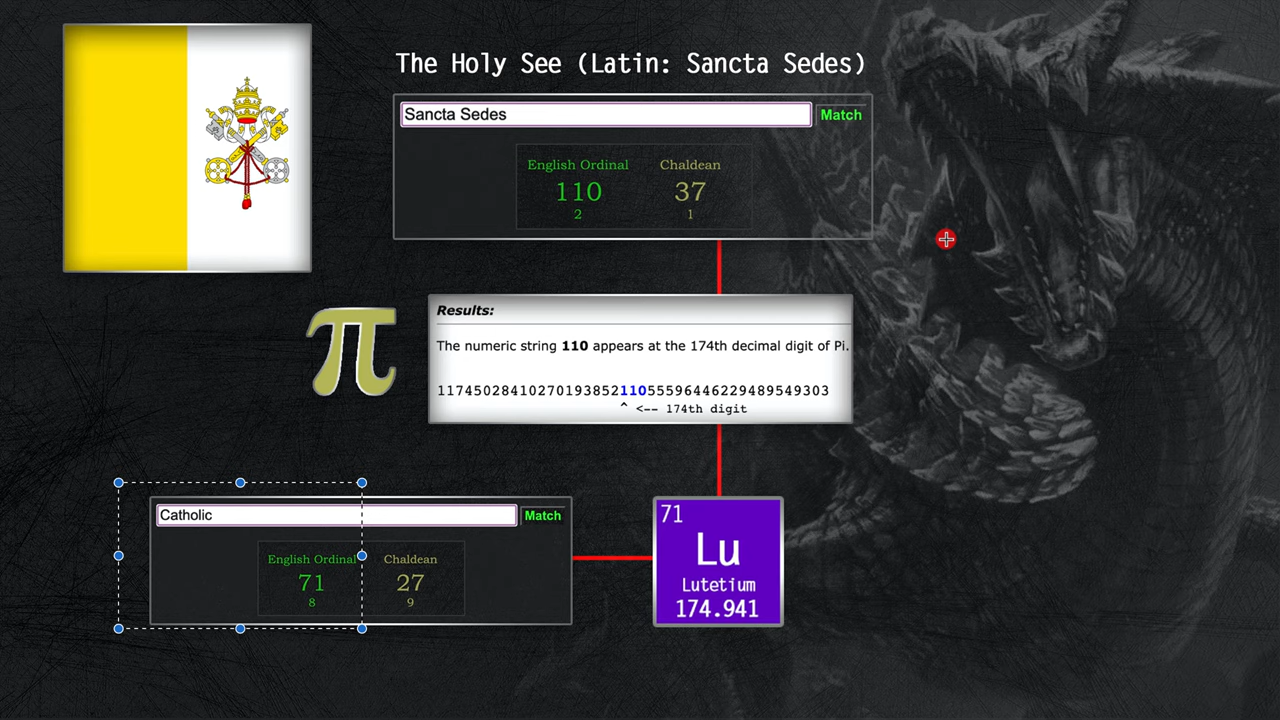 The Holy See (Latin: Sancta Sedes)
Sancta Sedes Match
English Ordinal Chaldean
110 37
2 1
π
Results:
The numeric string 110 appears at the 174th decimal digit of Pi.
1174502841027019385211055596446229489549303
^ <-- 174th digit
Catholic Match
English Ordinal Chaldean
71 27
8 9
71
Lu
Lutetium
174.941